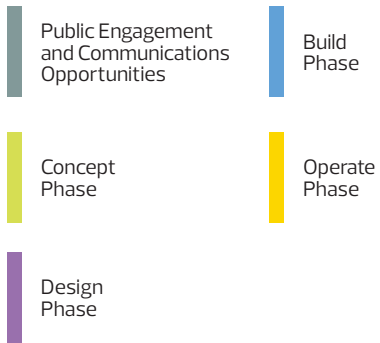 Public Engagement
and Communications
Opportunities
Concept
Phase
Design
Phase
Build
Phase
Operate
Phase